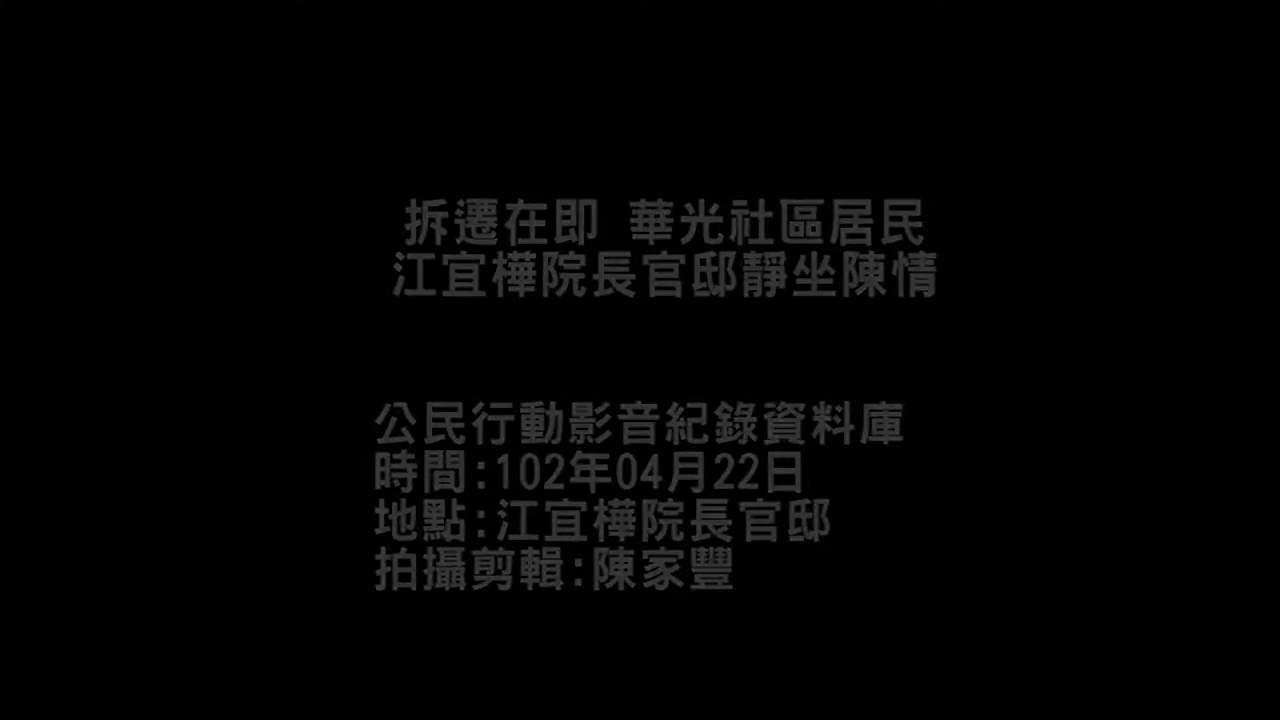 拆遷在即 華光社區居民
江宜樺院長官邸靜坐陳情
公民行動影音紀錄資料庫
時間:102年04月22日
地點:江宜樺院長官邸
拍攝剪輯:陳家豐